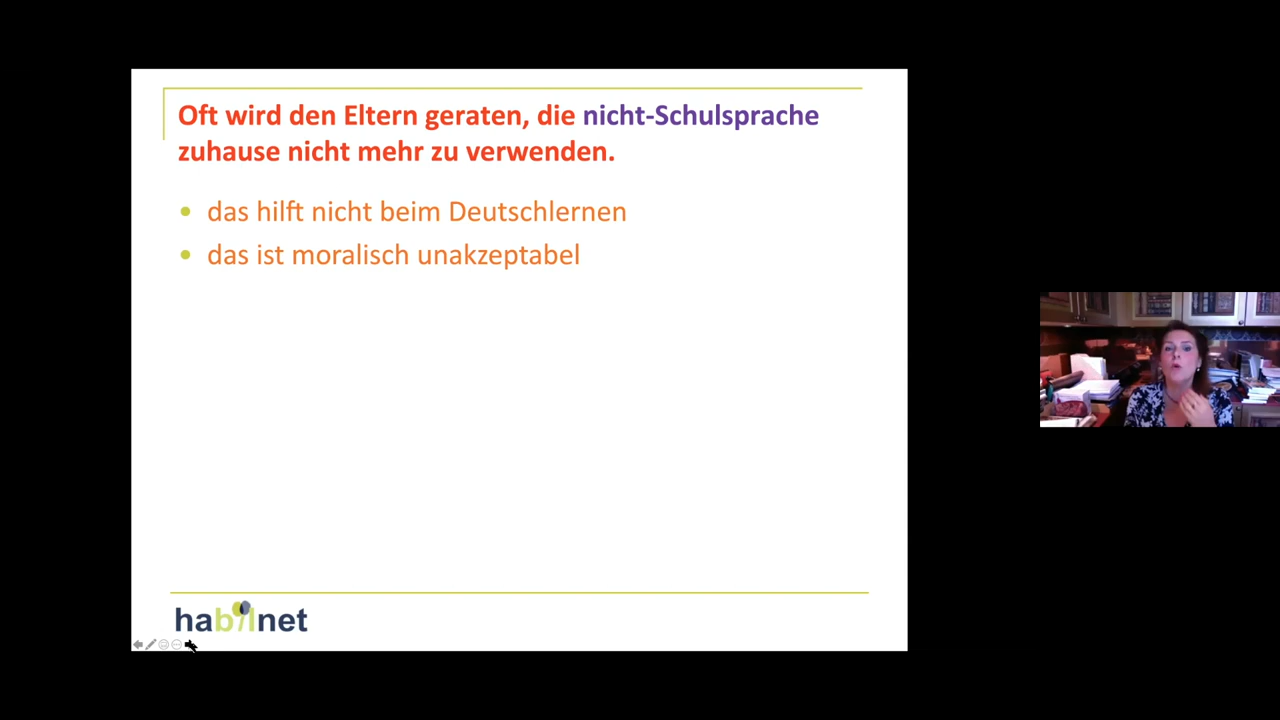 Oft wird den Eltern geraten, die nicht-Schulsprache
zuhause nicht mehr zu verwenden.
• das hilft nicht beim Deutschlernen
• das ist moralisch unakzeptabel
habilnet